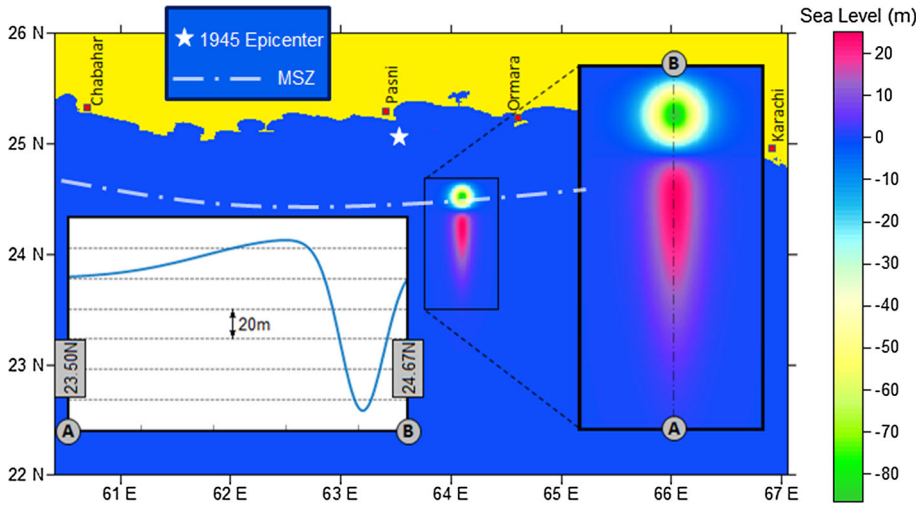 Sea Level (m)
26 N
25 N
24 N
23 N
22 N
1945 Epicenter
MSZ
Chabahar
Pasni
Ormara
Karachi
B
A
20m
23.50N
24.67N
A
B
61 E
62 E
63 E
64 E
65 E
66 E
67 E
20
10
0
-10
-20
-30
-40
-50
-60
-70
-80